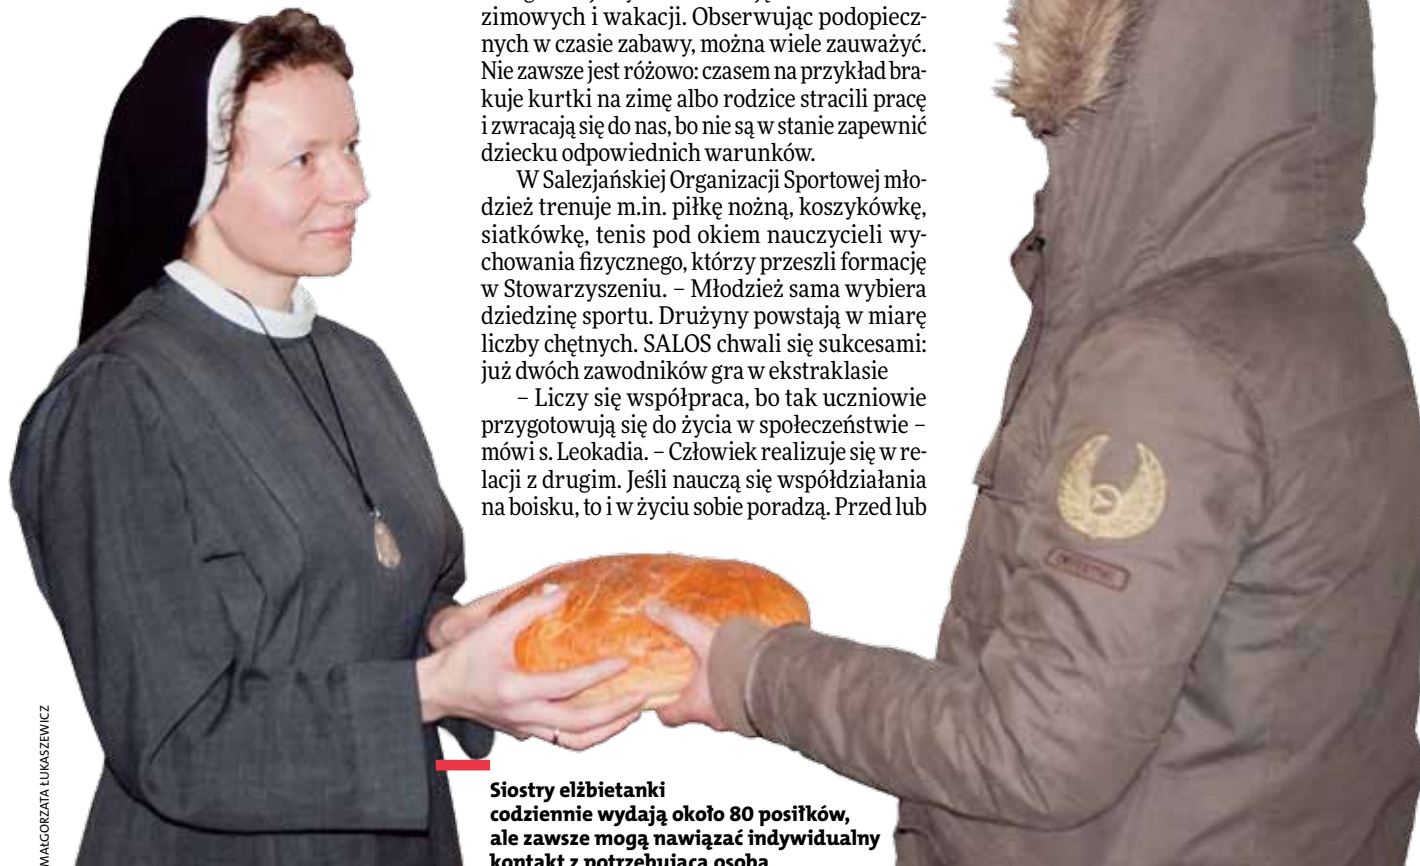 zimowych i wakacji. Obserwując podopiecz-
nych w czasie zabawy, można wiele zauważyć.
Nie zawsze jest różowo: czasem na przykład bra-
kuje kurtki na zimę albo rodzice stracili pracę
i zwracają się do nas, bo nie są w stanie zapewnić
dziecku odpowiednich warunków.
W Salezjańskiej Organizacji Sportowej mło-
dzież trenuje m.in. piłkę nożną, koszykówkę,
siatkówkę, tenis pod okiem nauczycieli wy-
chowania fizycznego, którzy przeszli formację
w Stowarzyszeniu. – Młodzież sama wybiera
dziedzinę sportu. Drużyny powstają w miarę
liczby chętnych. SALOS chwali się sukcesami:
już dwóch zawodników gra w ekstraklasie
– Liczy się współpraca, bo tak uczniowie
przygotowują się do życia w społeczeństwie –
mówi s. Leokadia. – Człowiek realizuje się w re-
lacji z drugim. Jeśli nauczą się współdziałania
na boisku, to i w życiu sobie poradzą. Przed lub
MAŁGORZATA ŁUKASZEWICZ
Siostry elżbietanki
codziennie wydają około 80 posiłków,
ale zawsze mogą nawiązać indywidualny
kontakt z potrzebującą osobą